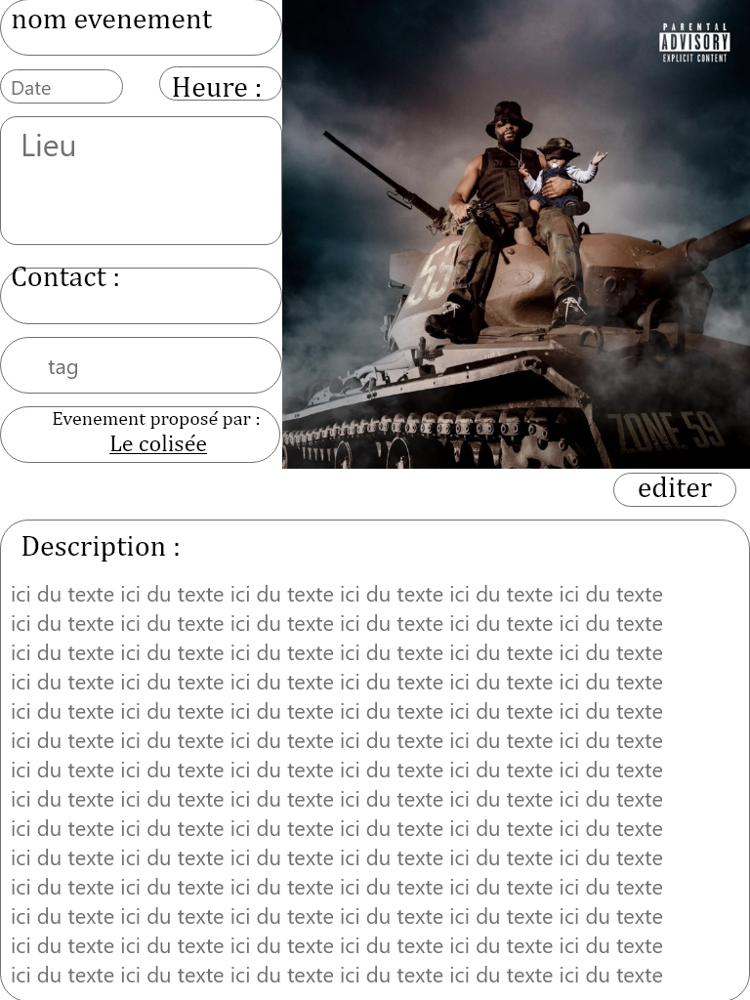 nom evenement
Date
Heure :
Lieu
Contact :
tag
Evenement proposé par :
Le colisée
PARENTAL
ADVISORY
EXPLICIT CONTENT
55
ZONE 59
editer
Description :
ici du texte ici du texte ici du texte ici du texte ici du texte ici du texte
ici du texte ici du texte ici du texte ici du texte ici du texte ici du texte
ici du texte ici du texte ici du texte ici du texte ici du texte ici du texte
ici du texte ici du texte ici du texte ici du texte ici du texte ici du texte
ici du texte ici du texte ici du texte ici du texte ici du texte ici du texte
ici du texte ici du texte ici du texte ici du texte ici du texte ici du texte
ici du texte ici du texte ici du texte ici du texte ici du texte ici du texte
ici du texte ici du texte ici du texte ici du texte ici du texte ici du texte
ici du texte ici du texte ici du texte ici du texte ici du texte ici du texte
ici du texte ici du texte ici du texte ici du texte ici du texte ici du texte
ici du texte ici du texte ici du texte ici du texte ici du texte ici du texte
ici du texte ici du texte ici du texte ici du texte ici du texte ici du texte
ici du texte ici du texte ici du texte ici du texte ici du texte ici du texte
ici du texte ici du texte ici du texte ici du texte ici du texte ici du texte